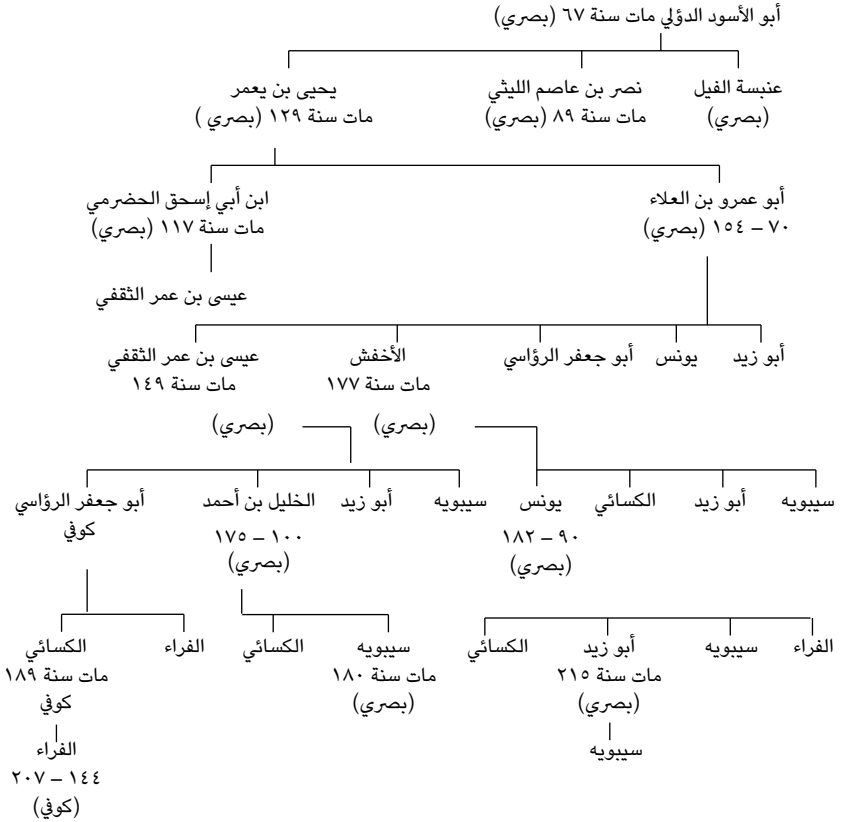 أبو الأسود الدؤلي مات سنة ٦٧ (بصري)
عنبسة الفيل
(بصري)
نصر بن عاصم الليثي
مات سنة ٨٩ (بصري)
يحيى بن يعمر
مات سنة ١٢٩ (بصري )
أبو عمرو بن العلاء
٧٠ – ١٥٤ (بصري)
ابن أبي إسحق الحضرمي
مات سنة ١١٧ (بصري)
عيسى بن عمر الثقفي
أبو زيد
يونس
أبو جعفر الرؤاسي
الأخفش
مات سنة ١٧٧
(بصري)
عيسى بن عمر الثقفي
مات سنة ١٤٩
(بصري)
سيبويه
أبو زيد
الكسائي
يونس
٩٠ – ١٨٢
(بصري)
سيبويه
أبو زيد
الخليل بن أحمد
١٠٠ – ١٧٥
(بصري)
أبو جعفر الرؤاسي
كوفي
الفراء
سيبويه
أبو زيد
مات سنة ٢١٥
(بصري)
سيبويه
الكسائي
سيبويه
مات سنة ١٨٠
(بصري)
الكسائي
الفراء
الكسائي
مات سنة ١٨٩
كوفي
الفراء
١٤٤ – ٢٠٧
(كوفي)